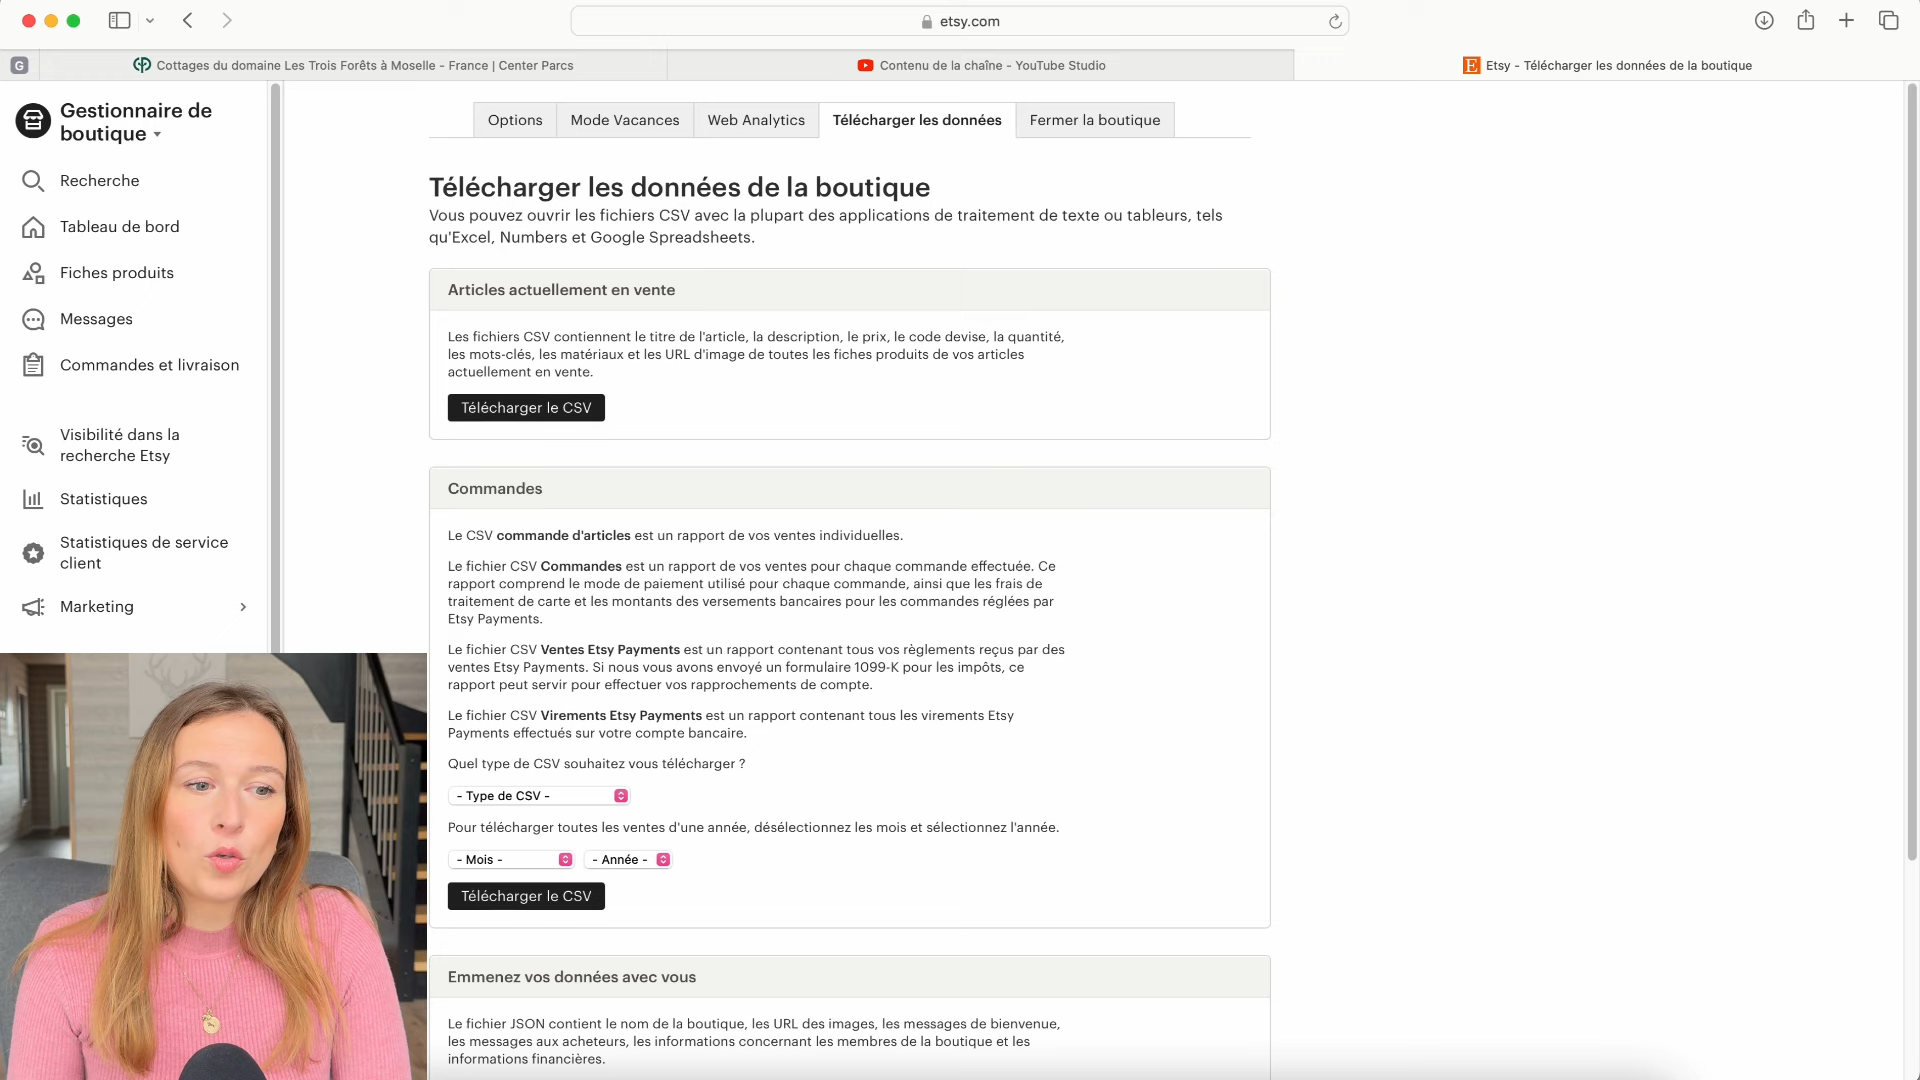 etsy.com
G
Cottages du domaine Les Trois Forêts à Moselle - France | Center Parcs
Contenu de la chaîne - YouTube Studio
Etsy - Télécharger les données de la boutique
Gestionnaire de
boutique
Recherche
Tableau de bord
Fiches produits
Messages
Commandes et livraison
Visibilité dans la
recherche Etsy
Statistiques
Statistiques de service
client
Marketing
Options
Mode Vacances
Web Analytics
Télécharger les données
Fermer la boutique
Télécharger les données de la boutique
Vous pouvez ouvrir les fichiers CSV avec la plupart des applications de traitement de texte ou tableurs, tels
qu'Excel, Numbers et Google Spreadsheets.
Articles actuellement en vente
Les fichiers CSV contiennent le titre de l'article, la description, le prix, le code devise, la quantité,
les mots-clés, les matériaux et les URL d'image de toutes les fiches produits de vos articles
actuellement en vente.
Télécharger le CSV
Commandes
Le CSV commande d'articles est un rapport de vos ventes individuelles.
Le fichier CSV Commandes est un rapport de vos ventes pour chaque commande effectuée. Ce
rapport comprend le mode de paiement utilisé pour chaque commande, ainsi que les frais de
traitement de carte et les montants des versements bancaires pour les commandes réglées par
Etsy Payments.
Le fichier CSV Ventes Etsy Payments est un rapport contenant tous vos règlements reçus par des
ventes Etsy Payments. Si nous vous avons envoyé un formulaire 1099-K pour les impôts, ce
rapport peut servir pour effectuer vos rapprochements de compte.
Le fichier CSV Virements Etsy Payments est un rapport contenant tous les virements Etsy
Payments effectués sur votre compte bancaire.
Quel type de CSV souhaitez vous télécharger ?
- Type de CSV -
Pour télécharger toutes les ventes d'une année, désélectionnez les mois et sélectionnez l'année.
- Mois -
- Année -
Télécharger le CSV
Emmenez vos données avec vous
Le fichier JSON contient le nom de la boutique, les URL des images, les messages de bienvenue,
les messages aux acheteurs, les informations concernant les membres de la boutique et les
informations financières.